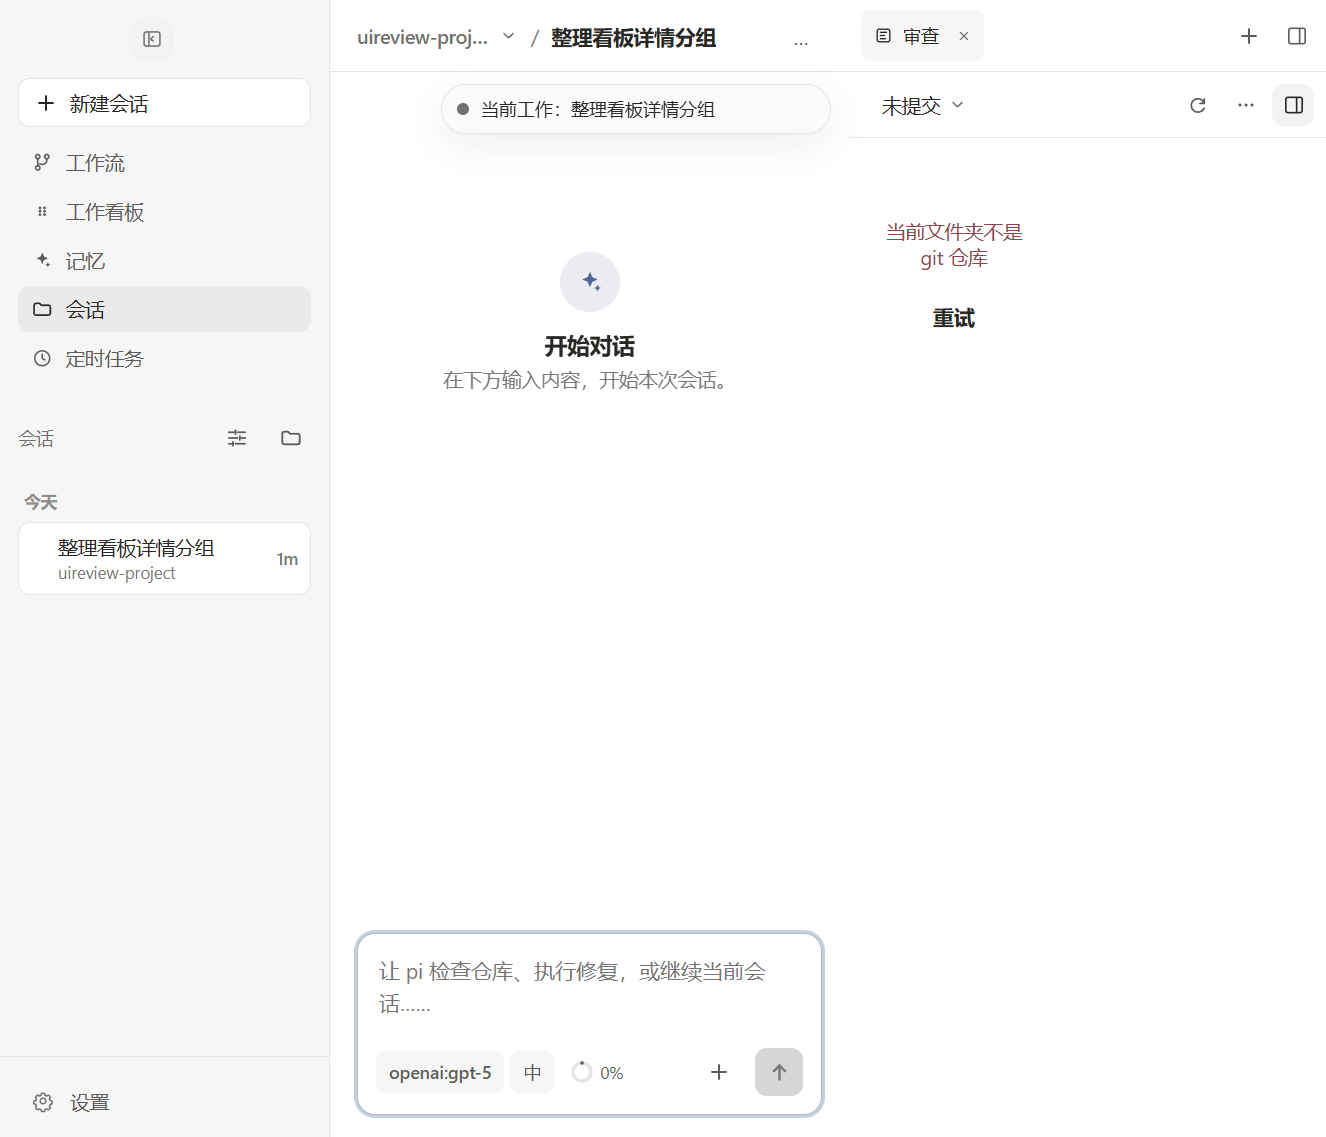 新建会话
工作流
工作看板
记忆
会话
定时任务
会话
今天
整理看板详情分组
uireview-project
1m
设置
uireview-proj...
/
整理看板详情分组
...
当前工作：整理看板详情分组
开始对话
在下方输入内容，开始本次会话。
让 pi 检查仓库、执行修复，或继续当前会
话......
openai:gpt-5
中
0%
审查
未提交
当前文件夹不是
git 仓库
重试